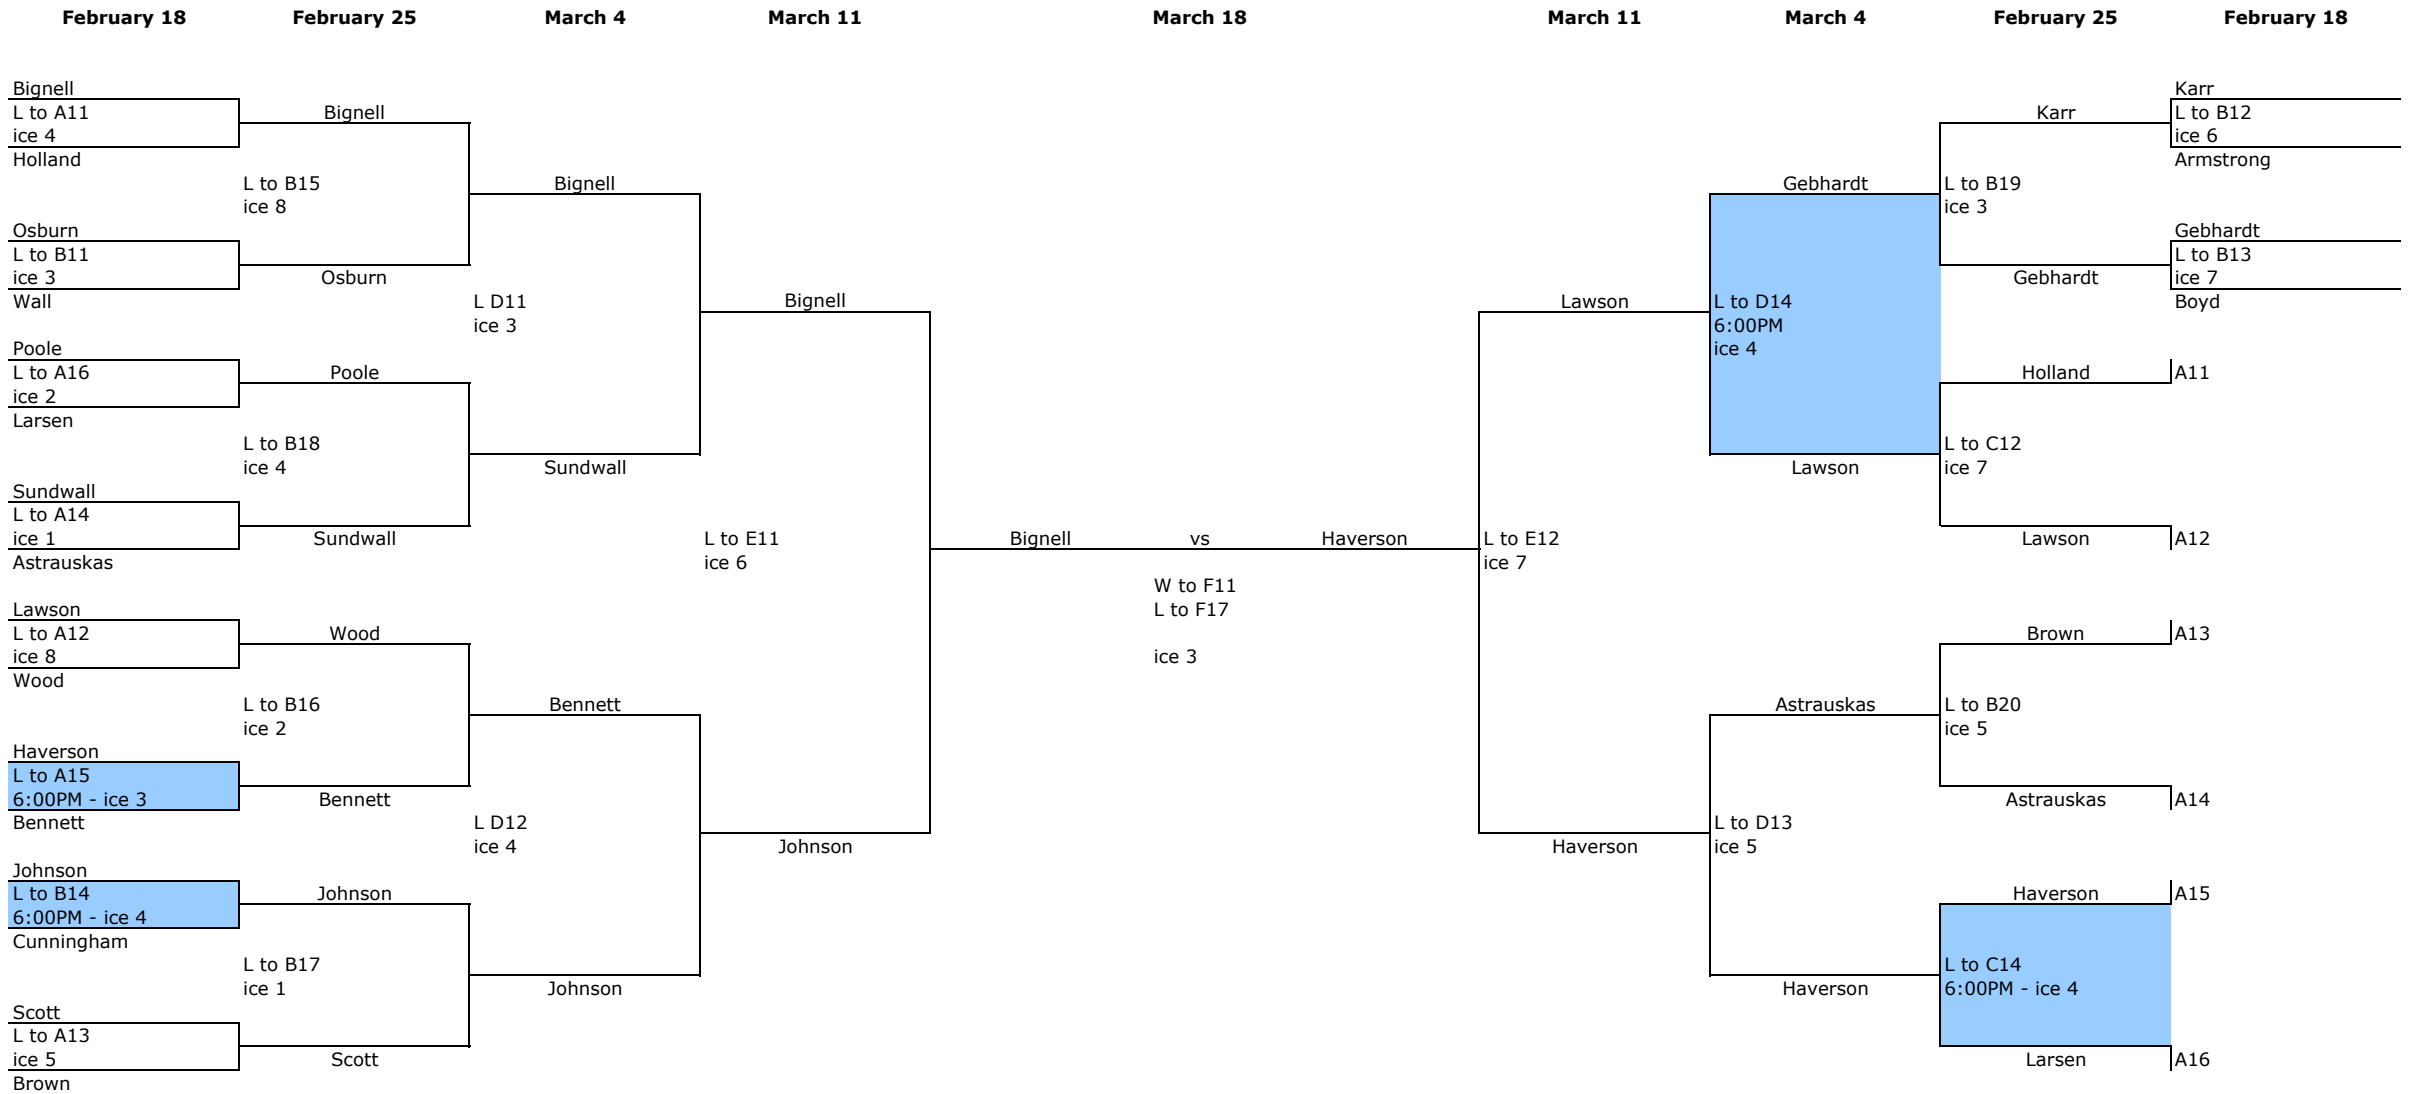 February 18 February 25 March 4 March 11 March 18 March 11 March 4 February 25 February 18
Bignell Karr
L to A11 Bignell Karr L to B12
ice 4 ice 6
Holland Armstrong
L to B15 Bignell Gebhardt L to B19
ice 8 ice 3
Osburn Gebhardt
L to B11 L to B13
ice 3 Osburn Gebhardt ice 7
Wall L D11 Bignell Lawson L to D14 Boyd
ice 3 6:00PM
Poole ice 4
L to A16 Poole Holland A11
ice 2
Larsen
L to B18 L to C12
ice 4 Sundwall Lawson ice 7
Sundwall
L to A14
ice 1 Sundwall L to E11 Bignell vs Haverson L to E12 Lawson A12
Astrauskas ice 6 ice 7
W to F11
Lawson L to F17
L to A12 Wood Brown A13
ice 8 ice 3
Wood
L to B16 Bennett Astrauskas L to B20
ice 2 ice 5
Haverson
L to A15
6:00PM - ice 3 Bennett Astrauskas A14
Bennett L D12 L to D13
ice 4 Johnson Haverson ice 5
Johnson
L to B14 Johnson Haverson A15
6:00PM - ice 4
Cunningham
L to B17 L to C14
ice 1 Johnson Haverson 6:00PM - ice 4
Scott
L to A13
ice 5 Scott Larsen A16
Brown